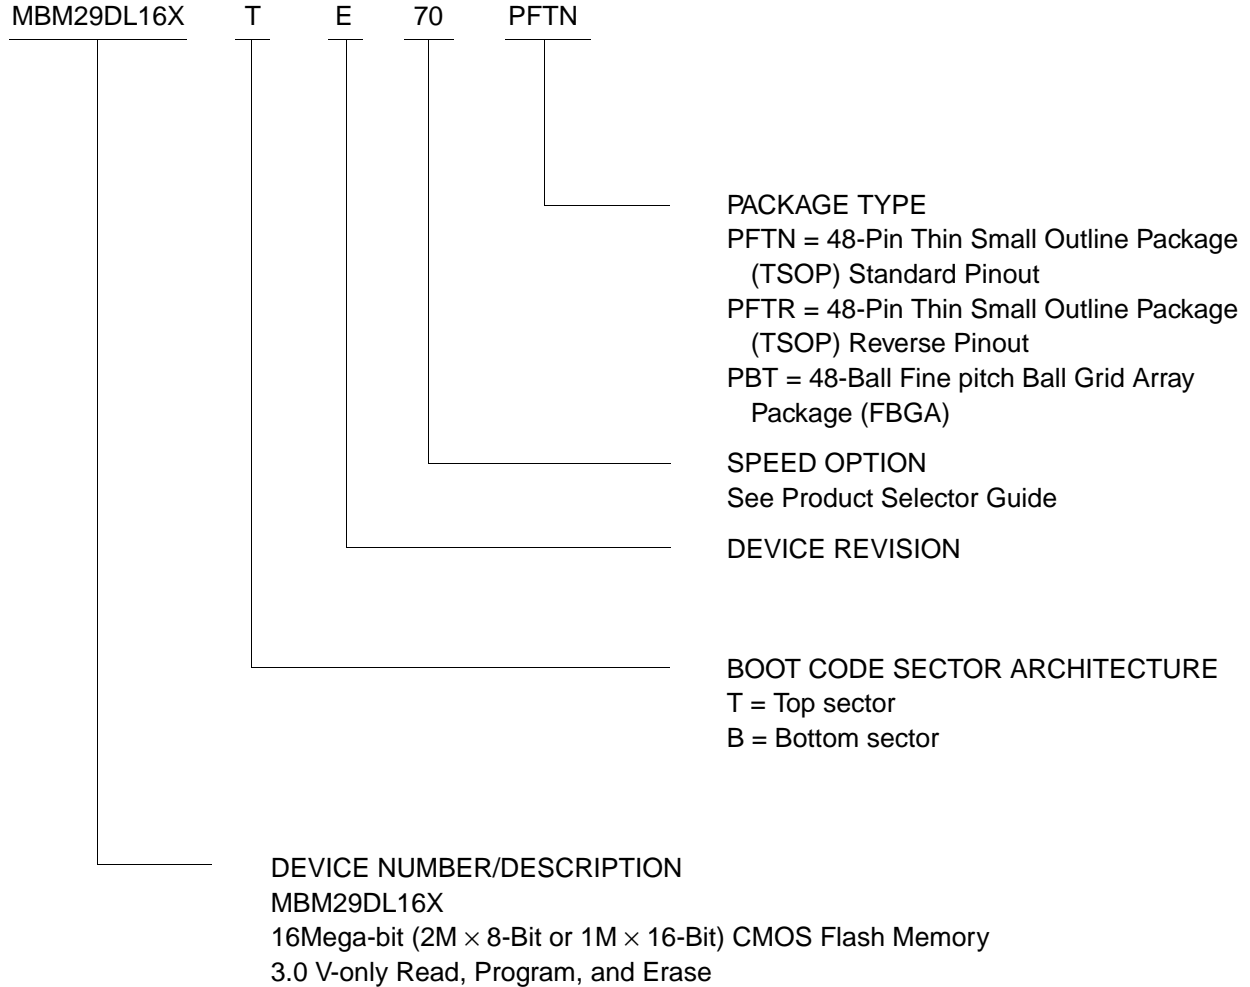 MBM29DL16X T E 70 PFTN
PACKAGE TYPE
PFTN = 48-Pin Thin Small Outline Package
(TSOP) Standard Pinout
PFTR = 48-Pin Thin Small Outline Package
(TSOP) Reverse Pinout
PBT = 48-Ball Fine pitch Ball Grid Array
Package (FBGA)
SPEED OPTION
See Product Selector Guide
DEVICE REVISION
BOOT CODE SECTOR ARCHITECTURE
T = Top sector
B = Bottom sector
DEVICE NUMBER/DESCRIPTION
MBM29DL16X
16Mega-bit (2M × 8-Bit or 1M × 16-Bit) CMOS Flash Memory
3.0 V-only Read, Program, and Erase